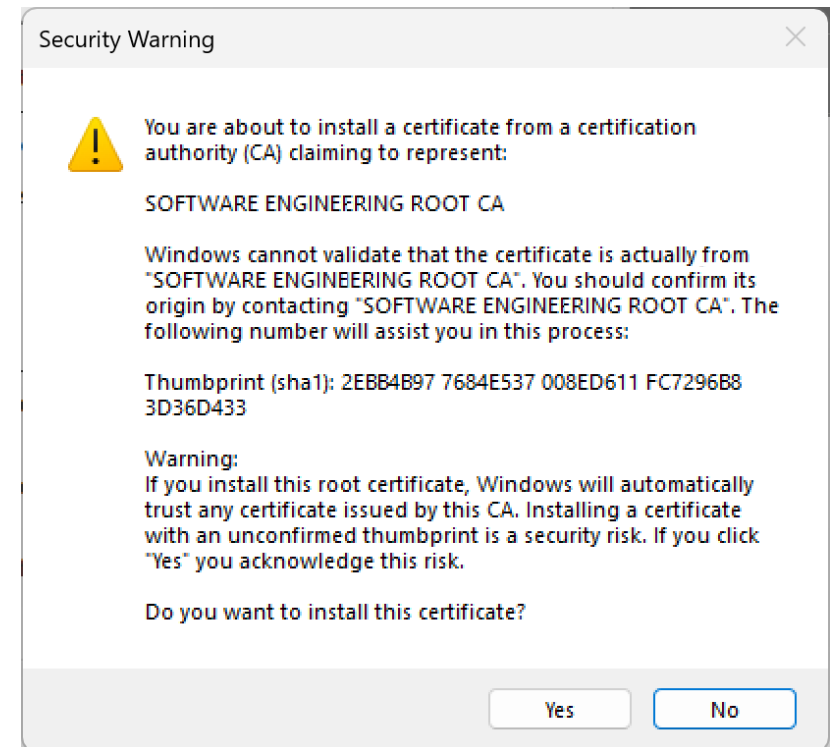 Security Warning
You are about to install a certificate from a certification
authority (CA) claiming to represent:
SOFTWARE ENGINEERING ROOT CA
Windows cannot validate that the certificate is actually from
"SOFTWARE ENGINBERING ROOT CA". You should confirm its
origin by contacting "SOFTWARE ENGINEERING ROOT CA". The
following number will assist you in this process:
Thumbprint (sha1): 2EBB4B97 7684E537 008ED611 FC7296B8
3D36D433
Warning:
If you install this root certificate, Windows will automatically
trust any certificate issued by this CA. Installing a certificate
with an unconfirmed thumbprint is a security risk. If you click
"Yes" you acknowledge this risk.
Do you want to install this certificate?
Yes
No